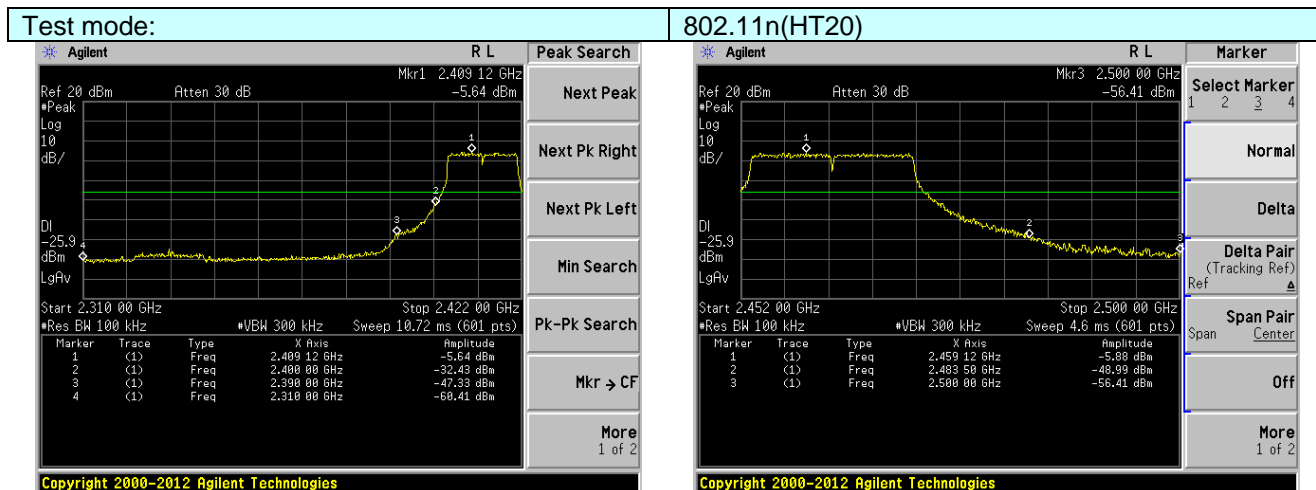 Test mode: 802.11n(HT20)
Agilent R L Peak Search
Mkr1 2.409 12 GHz
Ref 20 dBm Atten 30 dB -5.64 dBm
#Peak
Log
10
dB/
1
2
3
4
DI
-25.9
dBm
LgAv
Start 2.310 00 GHz Stop 2.422 00 GHz
#Res BW 100 kHz #VBW 300 kHz Sweep 10.72 ms (601 pts)
Marker Trace Type X Axis Amplitude
1 (1) Freq 2.409 12 GHz -5.64 dBm
2 (1) Freq 2.400 00 GHz -32.43 dBm
3 (1) Freq 2.390 00 GHz -47.33 dBm
4 (1) Freq 2.310 00 GHz -60.41 dBm
Copyright 2000-2012 Agilent Technologies
Next Peak
Next Pk Right
Next Pk Left
Min Search
Pk-Pk Search
Mkr → CF
More
1 of 2
Agilent R L Marker
Mkr3 2.500 00 GHz
Ref 20 dBm Atten 30 dB -56.41 dBm
#Peak
Log
10
dB/
1
2
3
DI
-25.9
dBm
LgAv
Start 2.452 00 GHz Stop 2.500 00 GHz
#Res BW 100 kHz #VBW 300 kHz Sweep 4.6 ms (601 pts)
Marker Trace Type X Axis Amplitude
1 (1) Freq 2.459 12 GHz -5.88 dBm
2 (1) Freq 2.483 50 GHz -48.99 dBm
3 (1) Freq 2.500 00 GHz -56.41 dBm
Copyright 2000-2012 Agilent Technologies
Select Marker
1 2 3 4
Normal
Delta
Delta Pair
(Tracking Ref)
Ref Δ
Span Pair
Span Center
Off
More
1 of 2